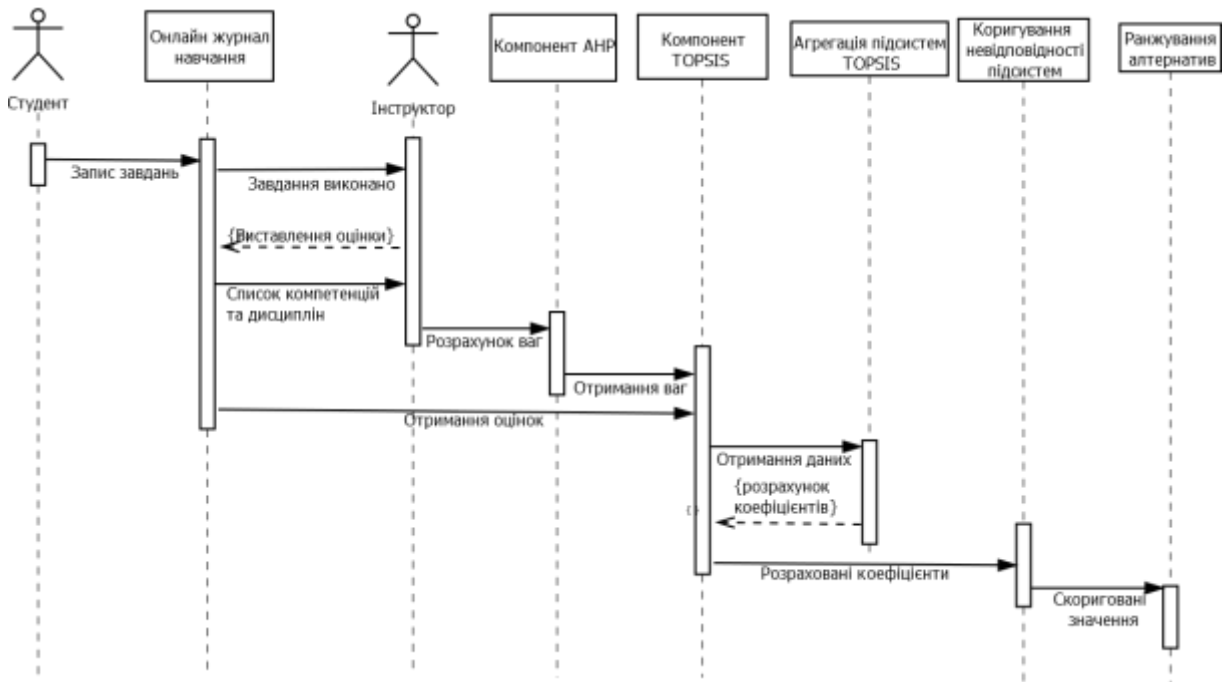 Студент
Онлайн журнал
навчання
Інструктор
Компонент AHP
Компонент
TOPSIS
Агрегація підсистем
TOPSIS
Коригування
невідповідності
підсистем
Ранжування
алтернатив
Запис завдань
Завдання виконано
{Виставлення оцінки}
Список компетенцій
та дисциплін
Розрахунок ваг
Отримання ваг
Отримання оцінок
Отримання даних
{розрахунок
коефіцієнтів}
{}
Розраховані коефіцієнти
Скориговані
значення